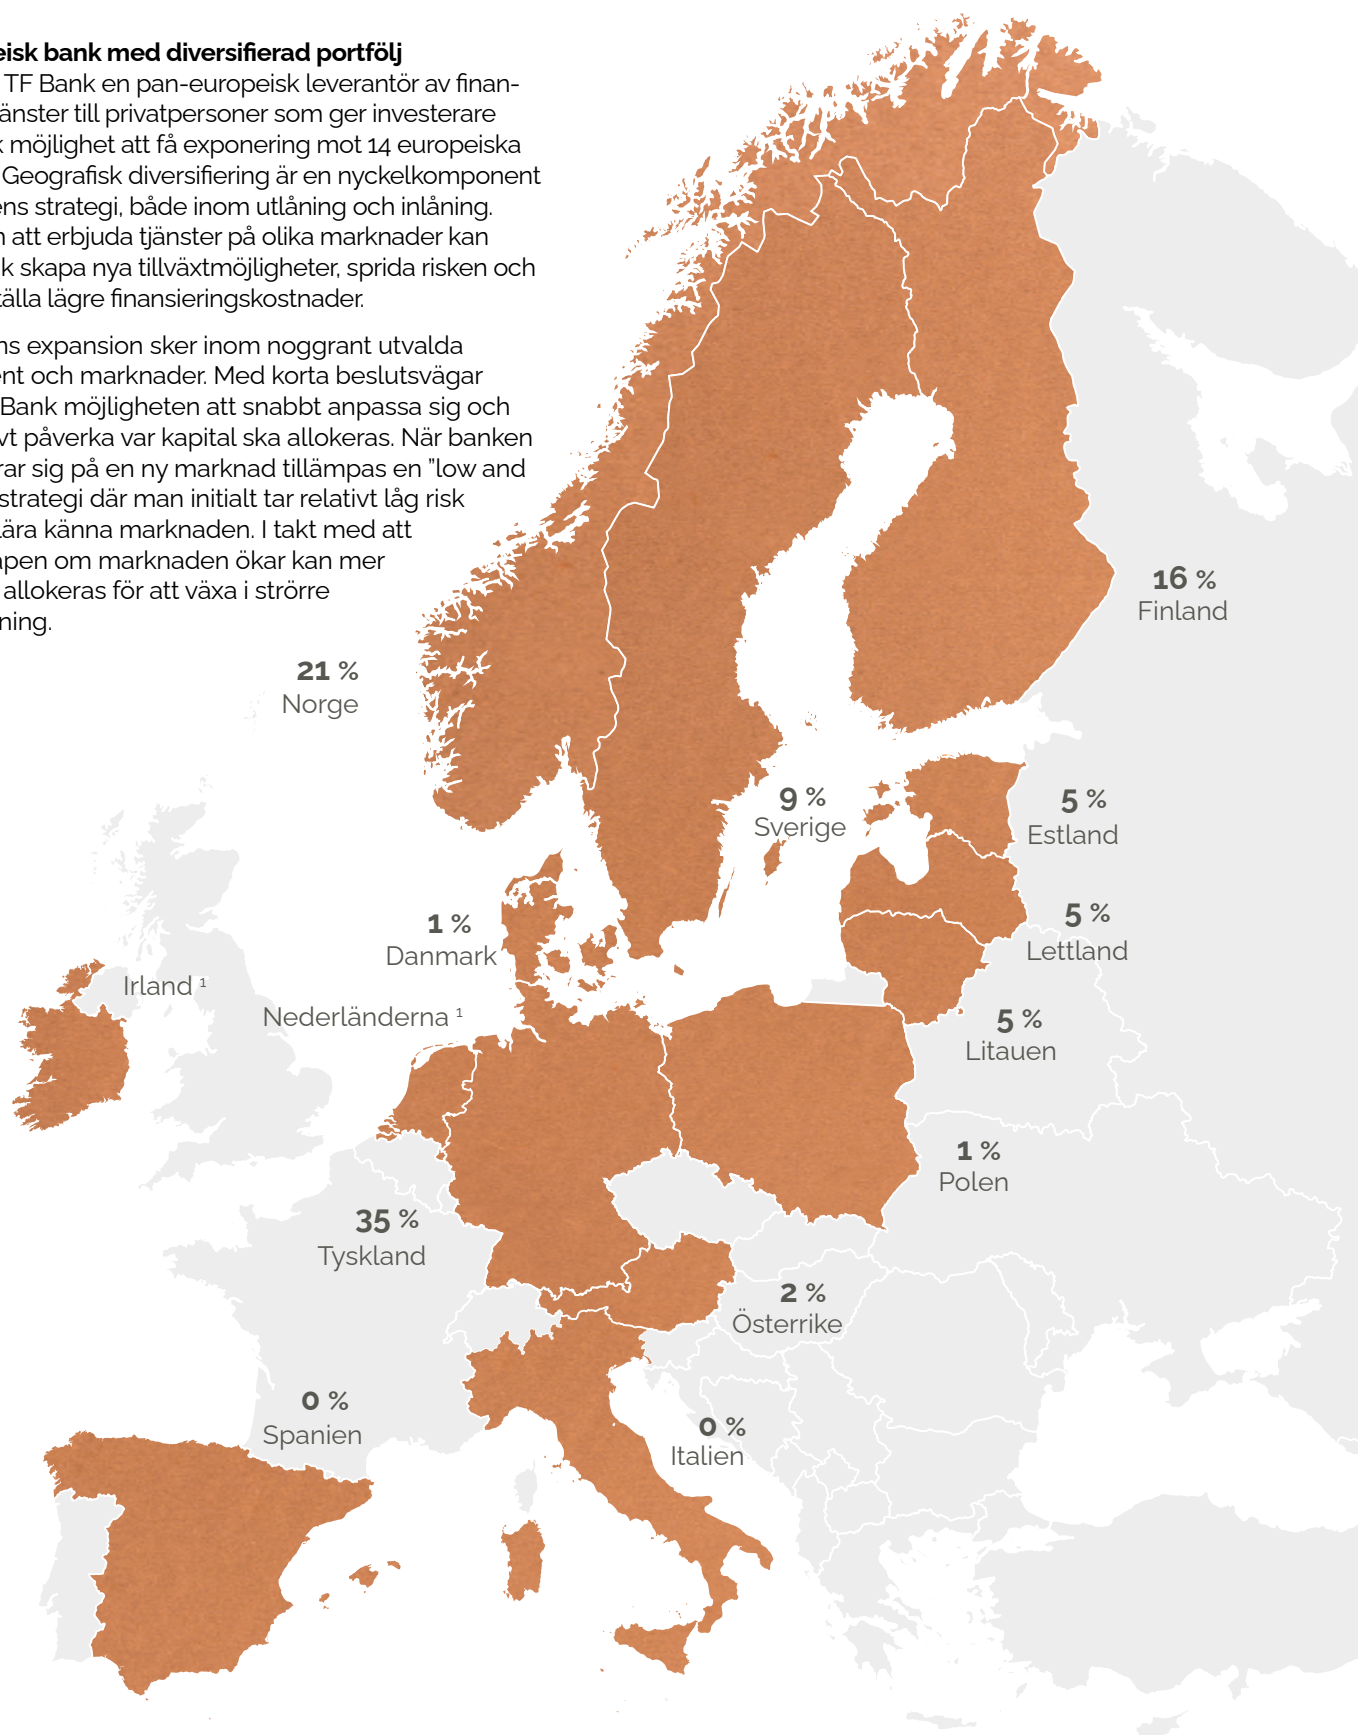 eisk bank med diversifierad portfölj
TF Bank en pan-europeisk leverantör av finan-
änster till privatpersoner som ger investerare
k möjlighet att få exponering mot 14 europeiska
Geografisk diversifiering är en nyckelkomponent
ens strategi, både inom utlåning och inlåning.
n att erbjuda tjänster på olika marknader kan
k skapa nya tillväxtmöjligheter, sprida risken och
tälla lägre finansieringskostnader.
ns expansion sker inom noggrant utvalda
ent och marknader. Med korta beslutsvägar
Bank möjligheten att snabbt anpassa sig och
vt påverka var kapital ska allokeras. När banken
rar sig på en ny marknad tillämpas en ”low and
strategi där man initialt tar relativt låg risk
lära känna marknaden. I takt med att
apen om marknaden ökar kan mer
allokeras för att växa i strörre
ning.
16 %
Finland
21 %
Norge
9 %
Sverige
5 %
Estland
1 %
Danmark
5 %
Lettland
Irland ¹
Nederländerna ¹
5 %
Litauen
1 %
Polen
35 %
Tyskland
2 %
Österrike
0 %
Spanien
0 %
Italien